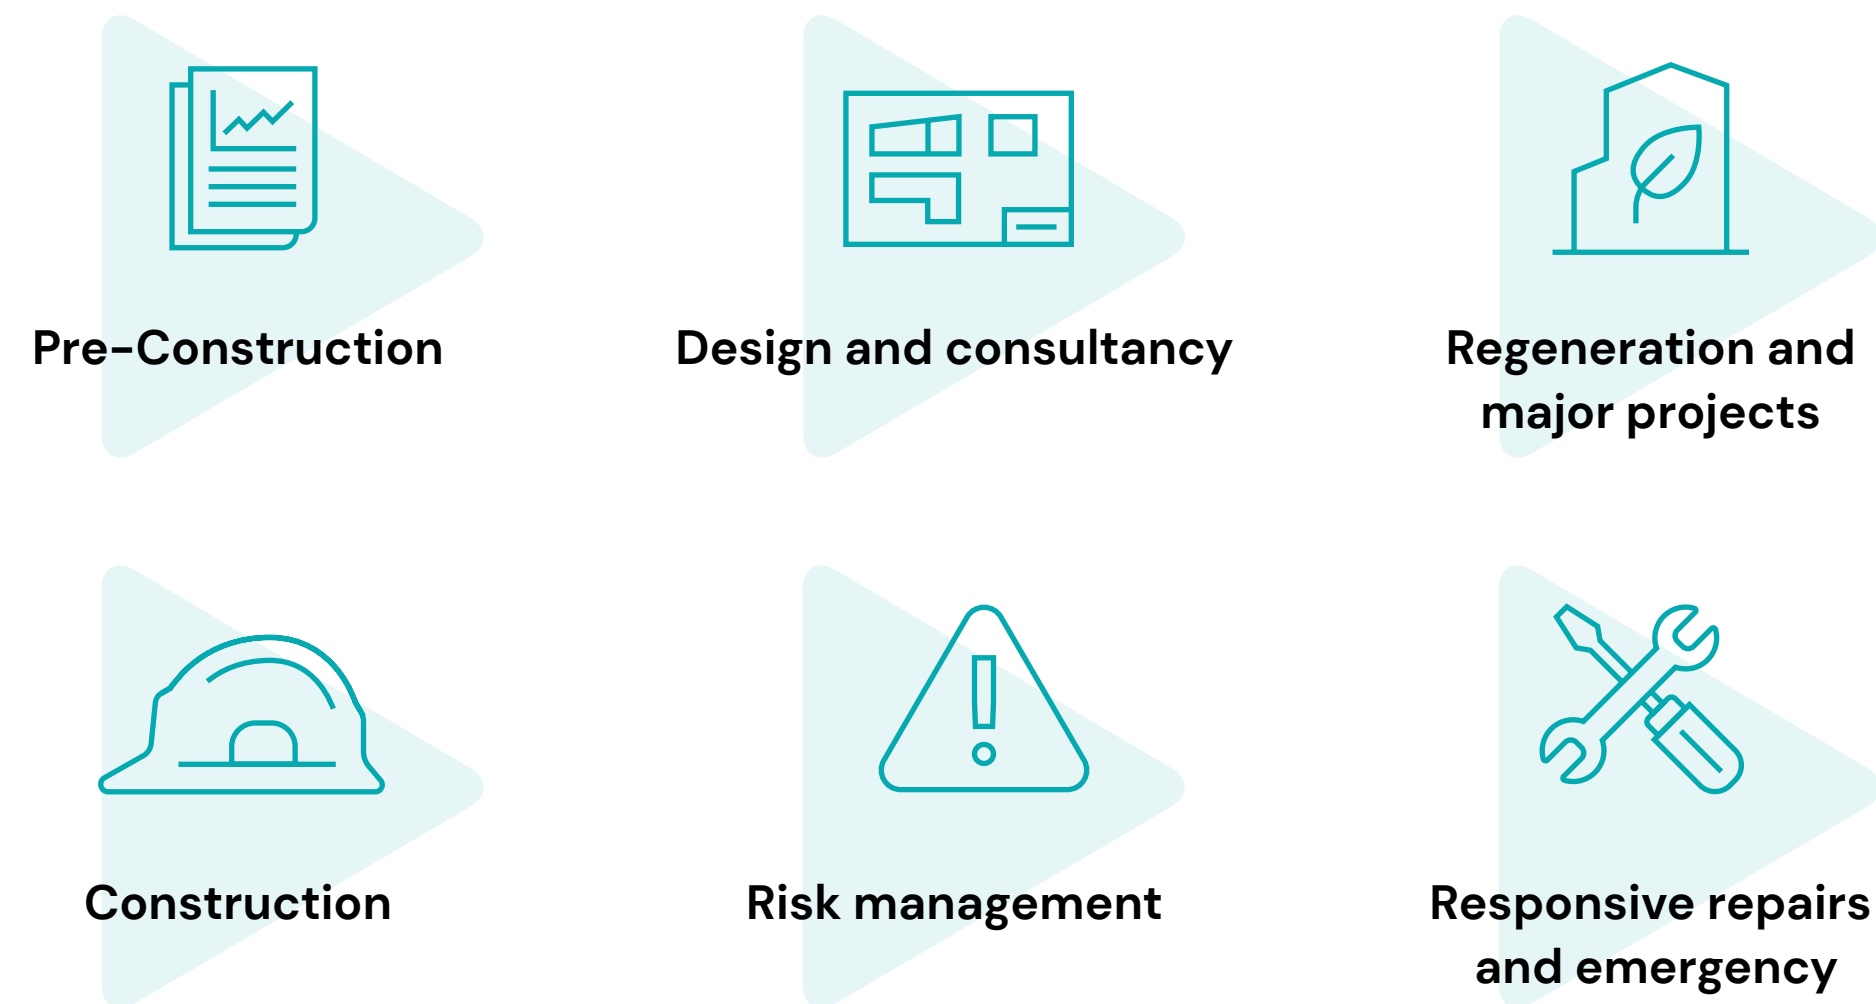 Pre-Construction
Design and consultancy
Regeneration and
major projects
Construction
Risk management
Responsive repairs
and emergency